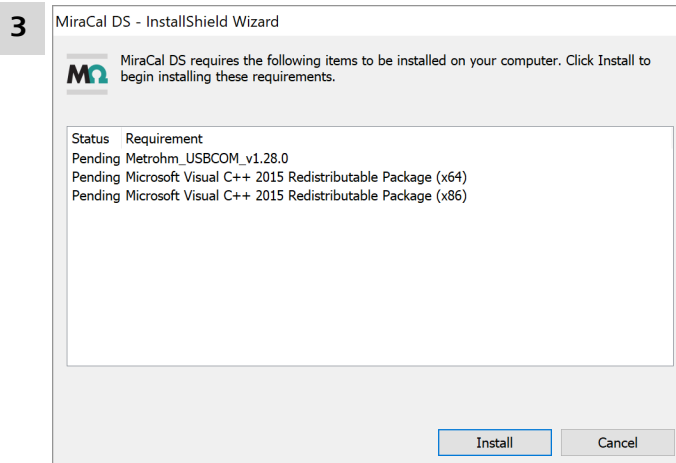 3
MiraCal DS - InstallShield Wizard
MiraCal DS requires the following items to be installed on your computer. Click Install to
begin installing these requirements.
MΩ
Status Requirement
Pending Metrohm_USBCOM_v1.28.0
Pending Microsoft Visual C++ 2015 Redistributable Package (x64)
Pending Microsoft Visual C++ 2015 Redistributable Package (x86)
Install Cancel